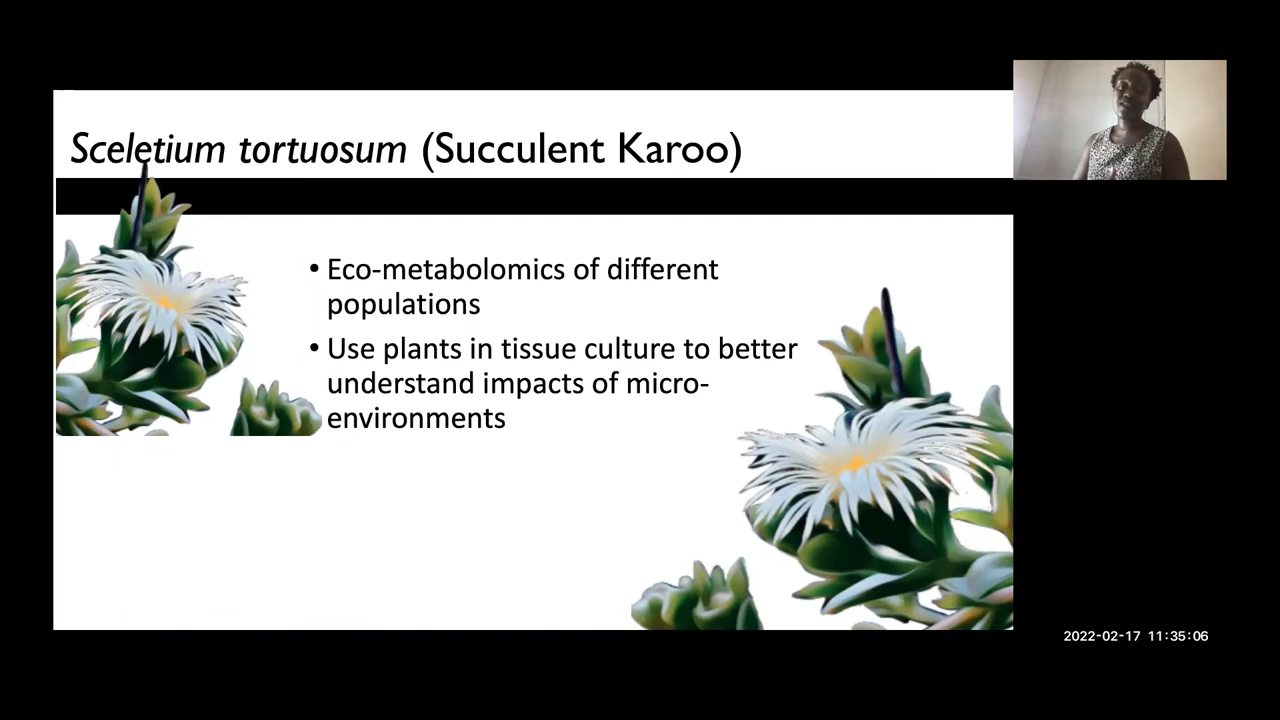 Sceletium tortuosum (Succulent Karoo)
• Eco-metabolomics of different
populations
• Use plants in tissue culture to better
understand impacts of micro-
environments
2022-02-17 11:35:06